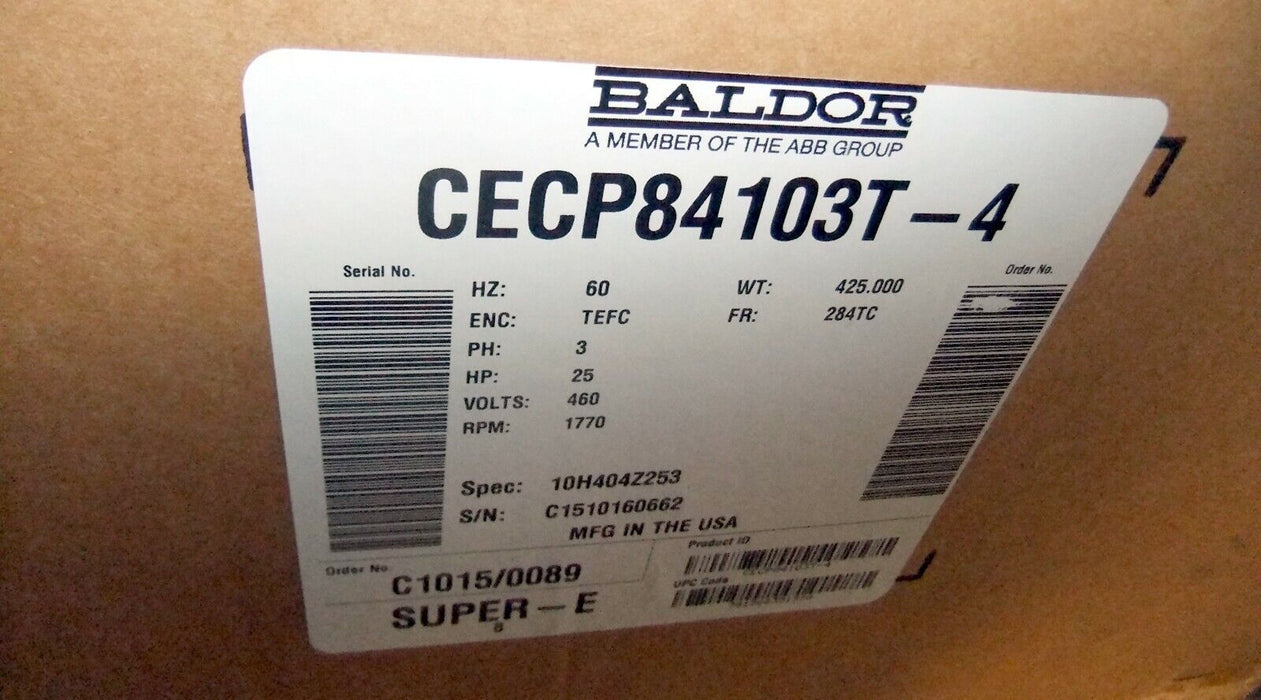 BALDOR
A MEMBER OF THE ABB GROUP
CECP84103T-4
Serial No.
Order No.
HZ: 60 WT: 425.000
ENC: TEFC FR: 284TC
PH: 3
HP: 25
VOLTS: 460
RPM: 1770
Spec: 10H404Z253
S/N: C1510160662
MFG IN THE USA
Product ID
Order No. C1015/0089
UPC Code
SUPER-E